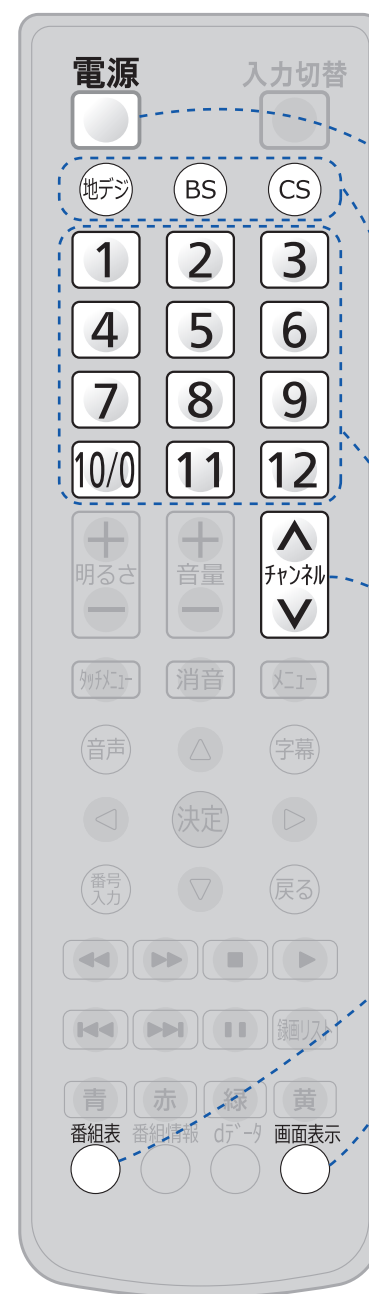 電源 入力切替
地デジ BS CS
1 2 3
4 5 6
7 8 9
10/0 11 12
明るさ 音量 チャンネル
タッチメニュー 消音 メニュー
音声 字幕
決定
番号
入力
戻る
録画リスト
青 赤 緑 黄
番組表 番組情報 dデータ 画面表示